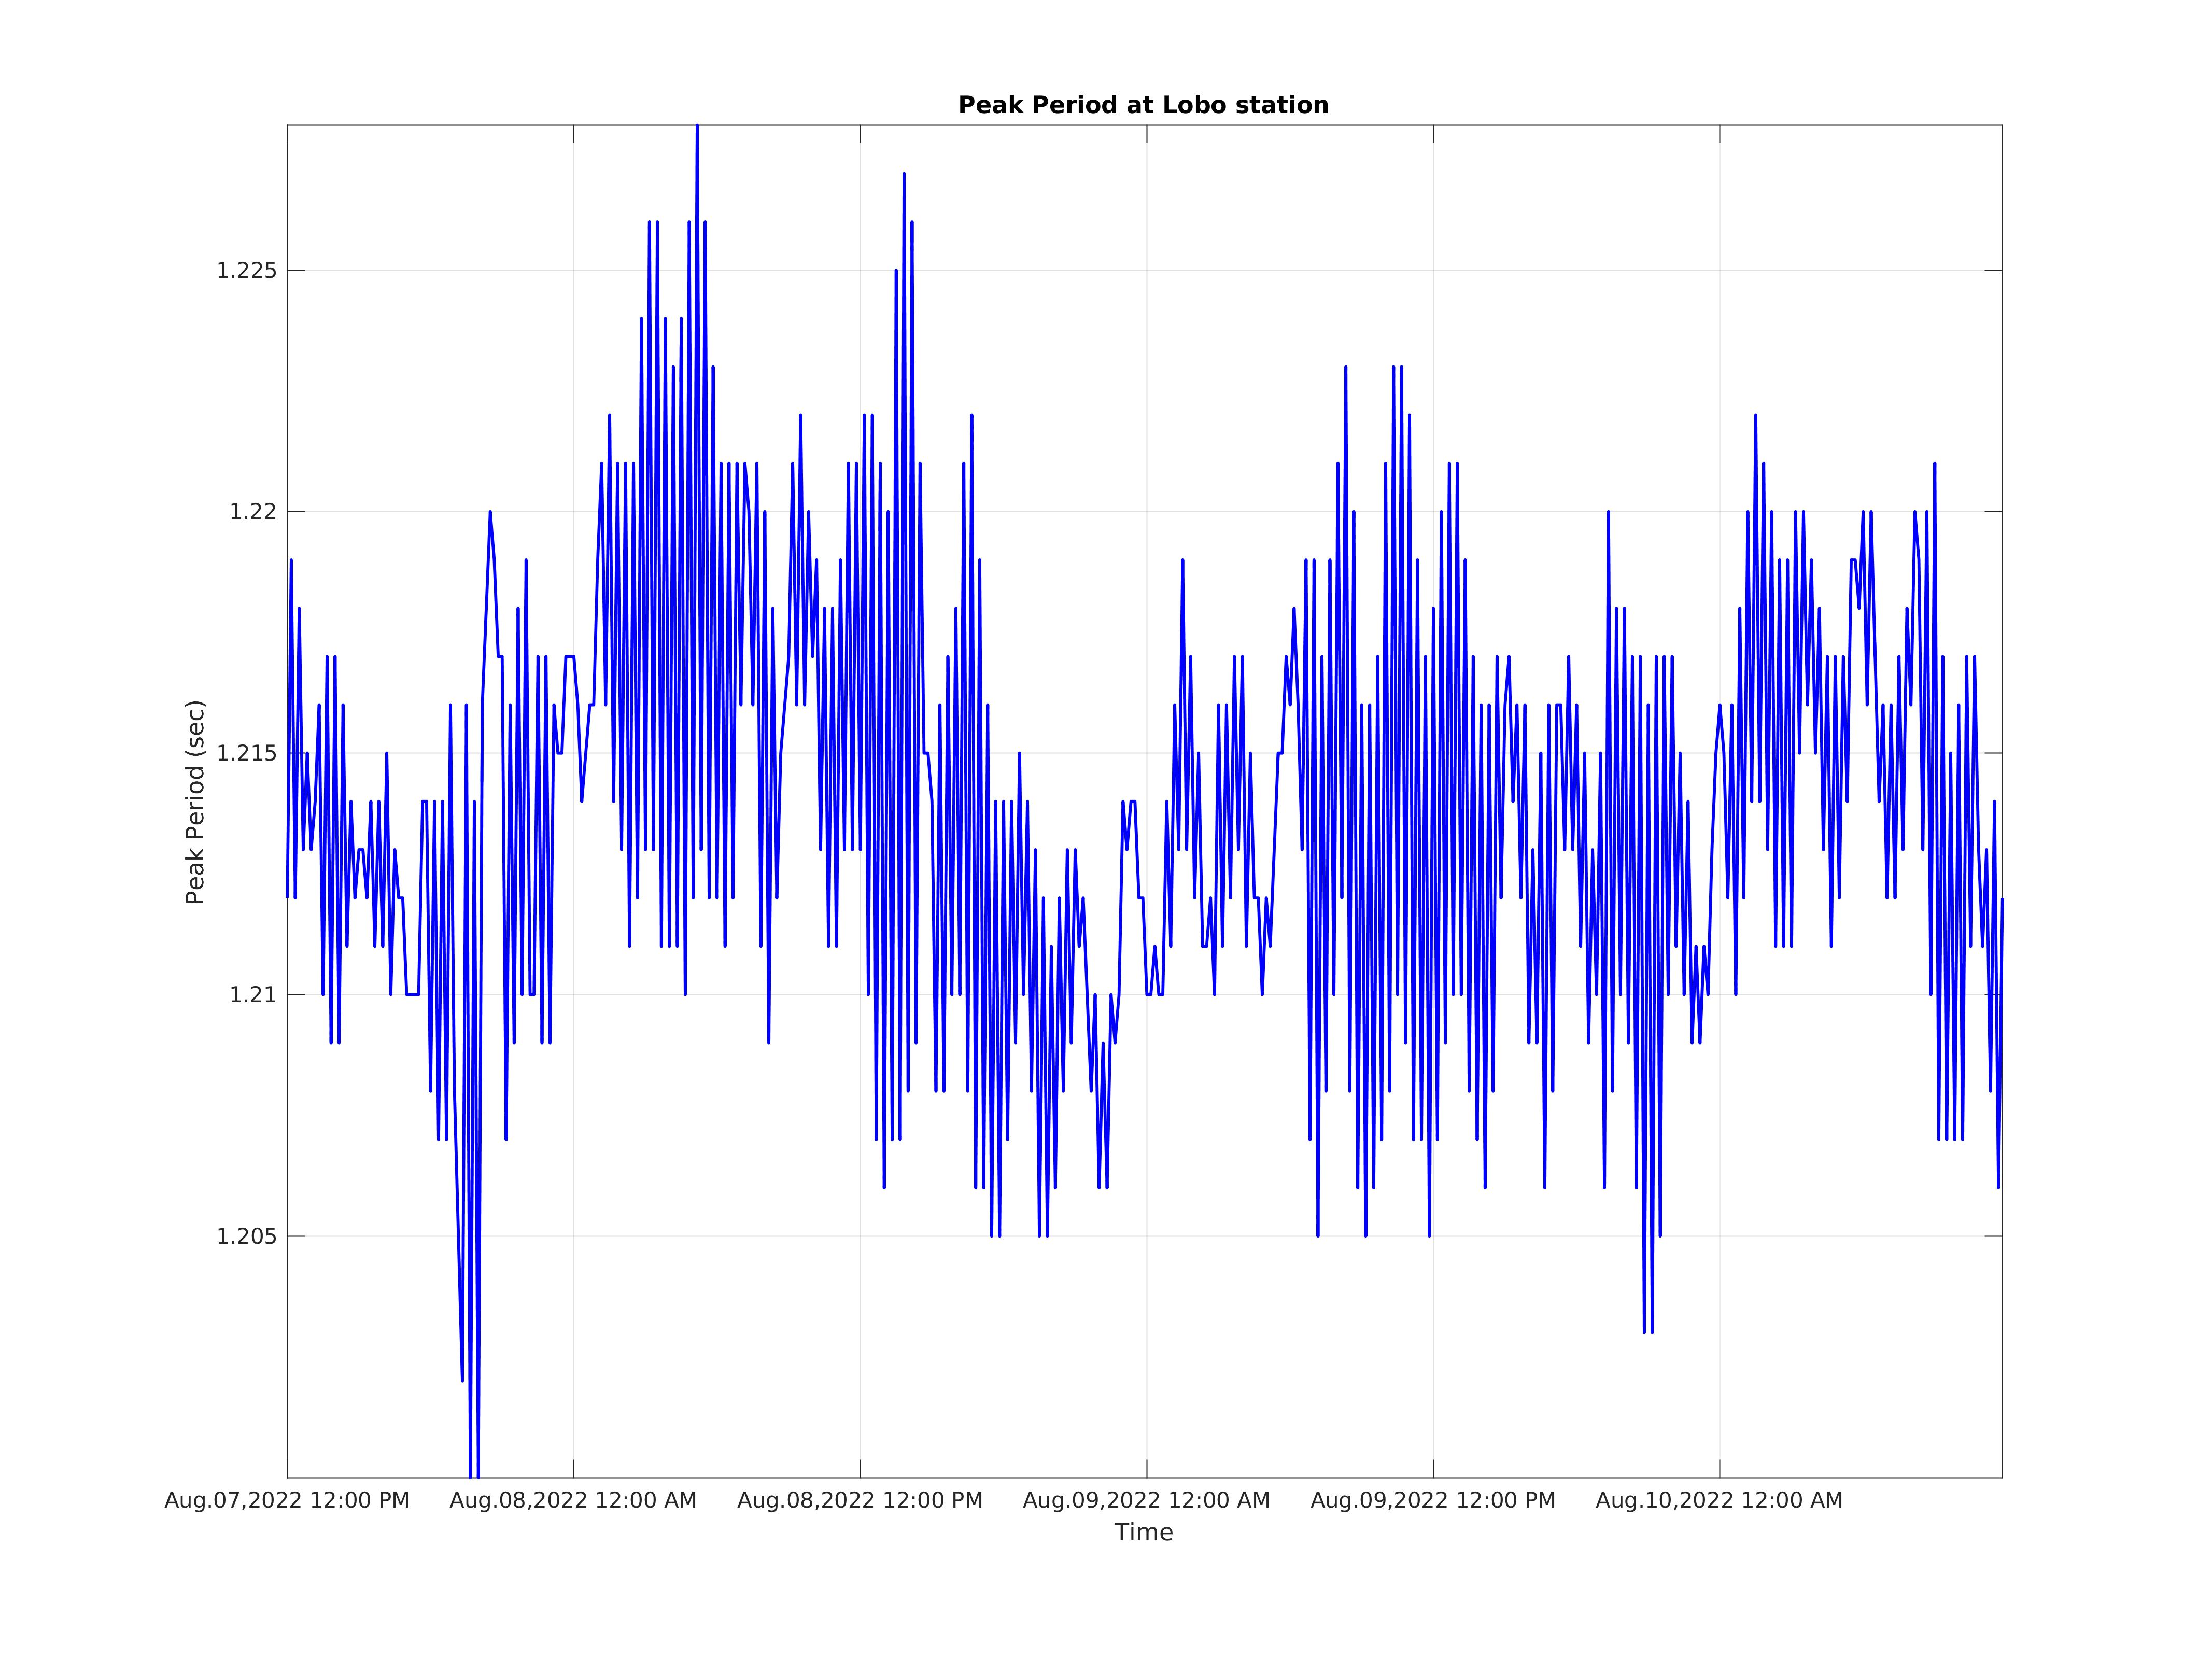 Peak Period at Lobo station
1.225
1.22
1.215
1.21
1.205
Peak Period (sec)
Aug.07,2022 12:00 PM
Aug.08,2022 12:00 AM
Aug.08,2022 12:00 PM
Aug.09,2022 12:00 AM
Aug.09,2022 12:00 PM
Aug.10,2022 12:00 AM
Time